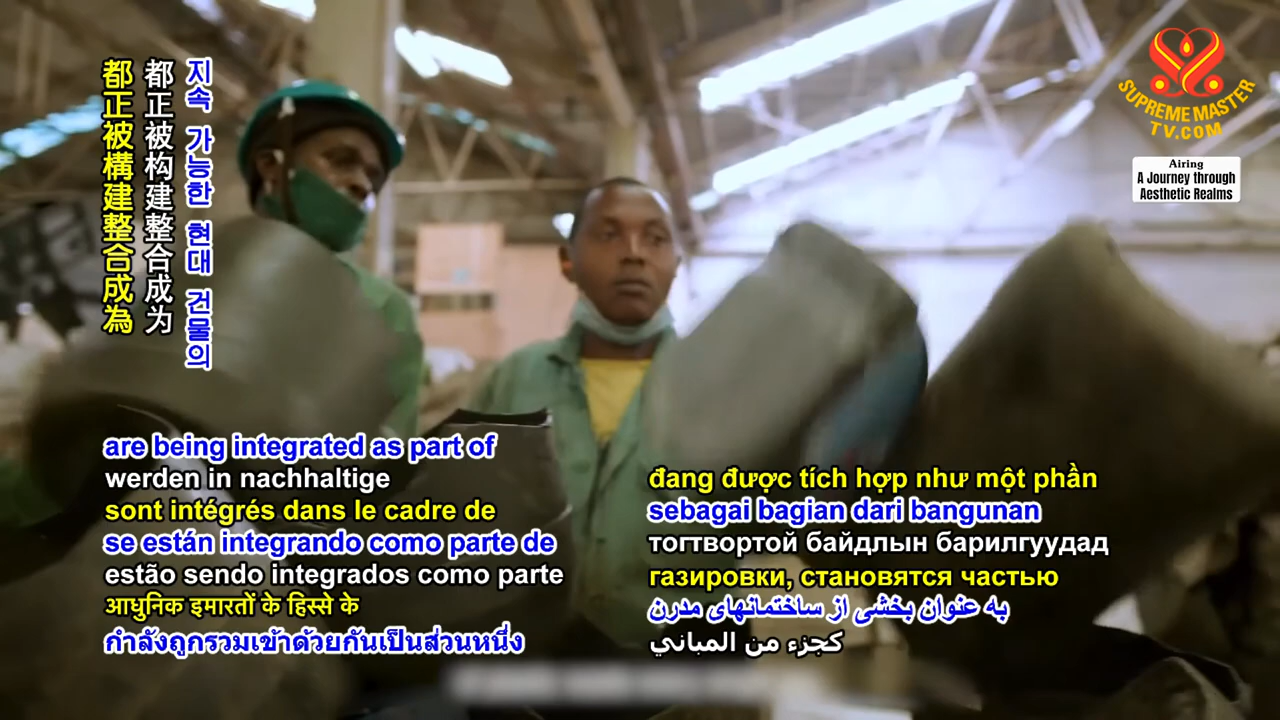 都正被構建整合成為
都正被构建整合成为
지속 가능한 현대 건물의
SUPREME MASTER
TV.COM
Airing
A Journey through
Aesthetic Realms
are being integrated as part of
werden in nachhaltige
sont intégrés dans le cadre de
se están integrando como parte de
estão sendo integrados como parte
आधुनिक इमारतों के हिस्से के
กำลังถูกรวมเข้าด้วยกันเป็นส่วนหนึ่ง
đang được tích hợp như một phần
sebagai bagian dari bangunan
тогтвортой байдлын барилгуудад
газировки, становятся частью
به عنوان بخشی از ساختمانهای مدرن
كجزء من المباني